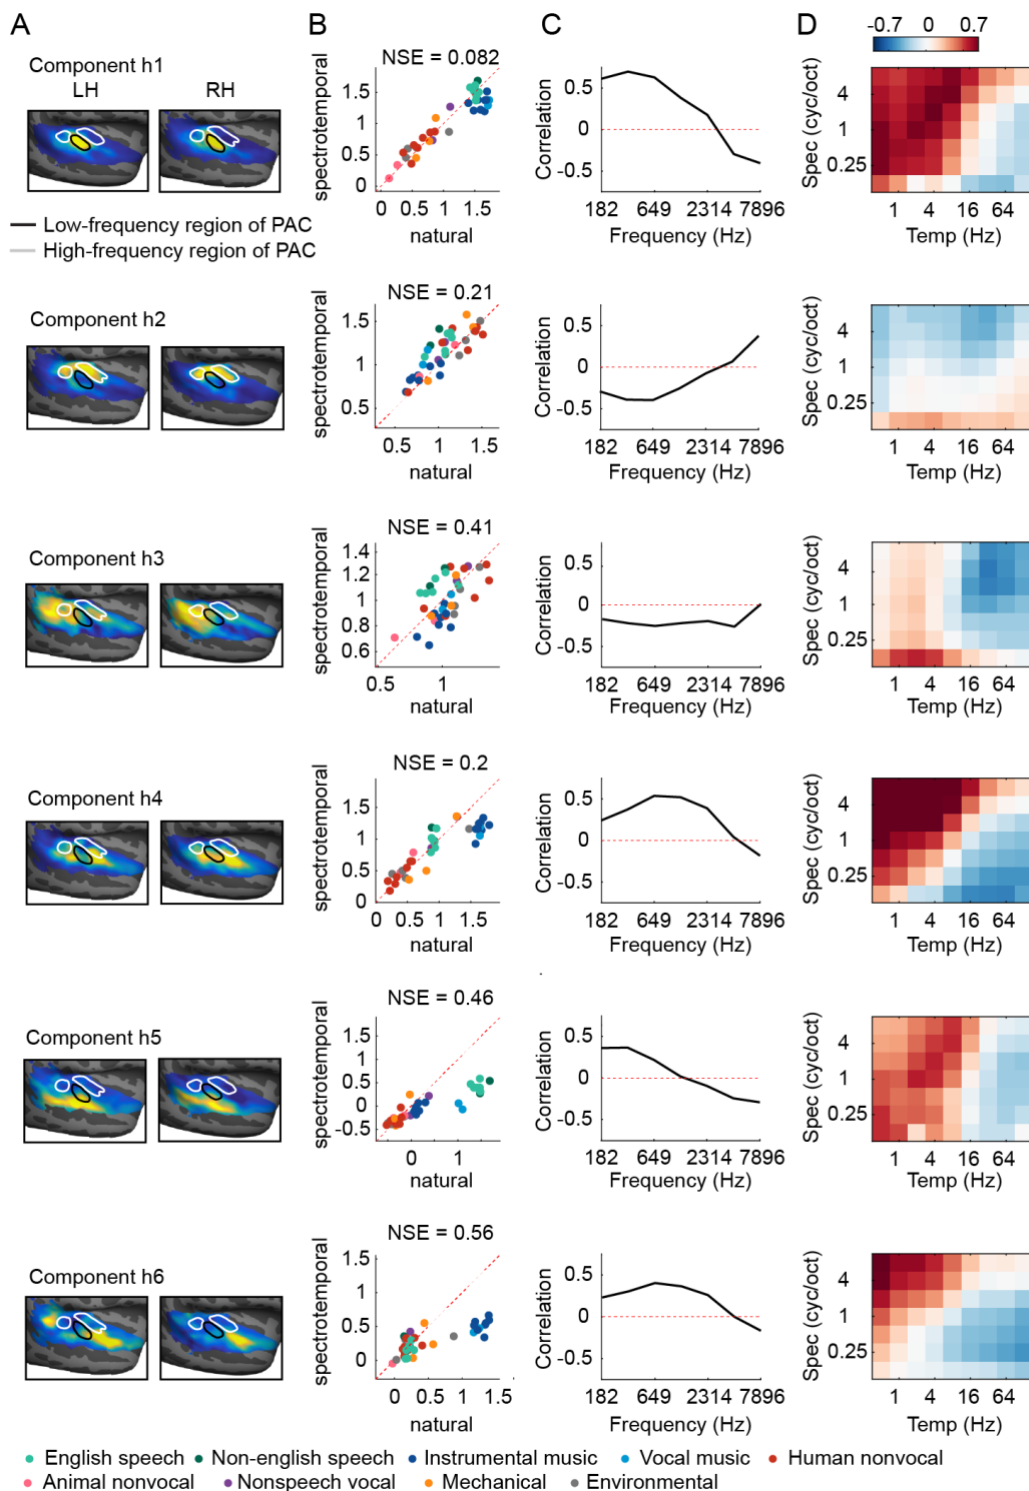 A
B
C
D
Component h1
LH
RH
Low-frequency region of PAC
High-frequency region of PAC
NSE = 0.082
spectrotemporal
1.5
1
0.5
0
0
0.5
1
1.5
natural
Correlation
0.5
0
-0.5
182
649
2314
7896
Frequency (Hz)
-0.7
0
0.7
Spec (cyc/oct)
4
1
0.25
1
4
16
64
Temp (Hz)
Component h2
NSE = 0.21
spectrotemporal
1.5
1
0.5
0.5
1
1.5
natural
Correlation
0.5
0
-0.5
182
649
2314
7896
Frequency (Hz)
Spec (cyc/oct)
4
1
0.25
1
4
16
64
Temp (Hz)
Component h3
NSE = 0.41
spectrotemporal
1.4
1.2
1
0.8
0.6
0.5
1
natural
Correlation
0.5
0
-0.5
182
649
2314
7896
Frequency (Hz)
Spec (cyc/oct)
4
1
0.25
1
4
16
64
Temp (Hz)
Component h4
NSE = 0.2
spectrotemporal
1.5
1
0.5
0
0
0.5
1
1.5
natural
Correlation
0.5
0
-0.5
182
649
2314
7896
Frequency (Hz)
Spec (cyc/oct)
4
1
0.25
1
4
16
64
Temp (Hz)
Component h5
NSE = 0.46
spectrotemporal
1.5
1
0.5
0
-0.5
0
1
natural
Correlation
0.5
0
-0.5
182
649
2314
7896
Frequency (Hz)
Spec (cyc/oct)
4
1
0.25
1
4
16
64
Temp (Hz)
Component h6
NSE = 0.56
spectrotemporal
1.5
1
0.5
0
0
0.5
1
1.5
natural
Correlation
0.5
0
-0.5
182
649
2314
7896
Frequency (Hz)
Spec (cyc/oct)
4
1
0.25
1
4
16
64
Temp (Hz)
English speech
Non-english speech
Instrumental music
Vocal music
Human nonvocal
Animal nonvocal
Nonspeech vocal
Mechanical
Environmental